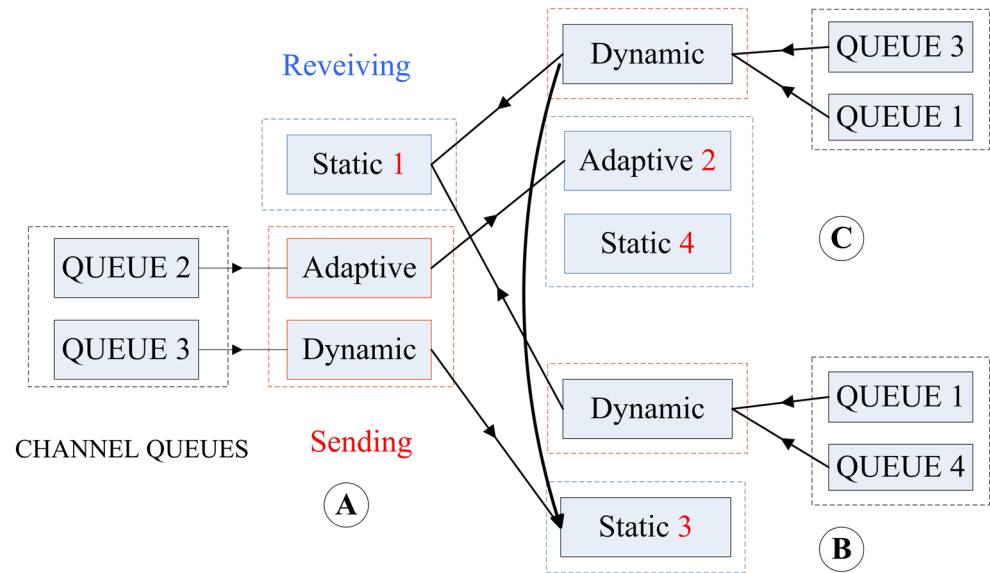 Reveiving
Static 1
QUEUE 2
Adaptive
QUEUE 3
Dynamic
CHANNEL QUEUES
Sending
A
Dynamic
QUEUE 3
QUEUE 1
Adaptive 2
Static 4
C
Dynamic
QUEUE 1
QUEUE 4
Static 3
B